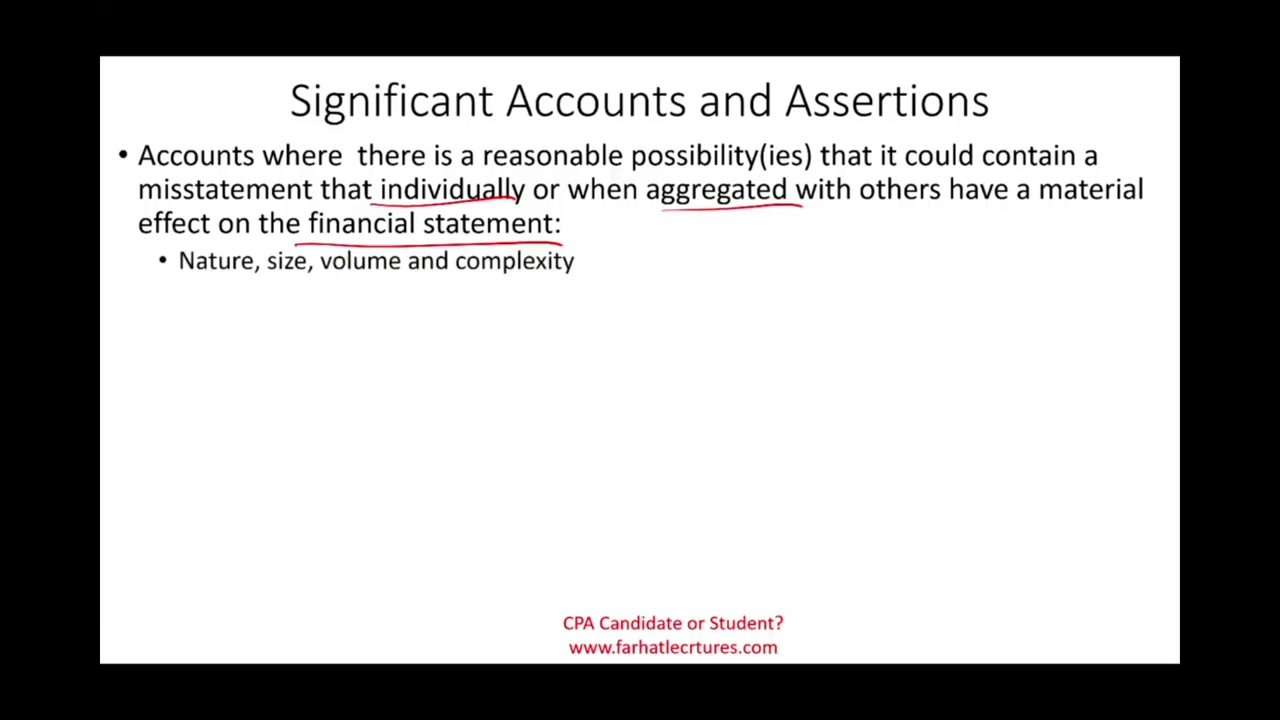 Significant Accounts and Assertions
• Accounts where there is a reasonable possibility(ies) that it could contain a
misstatement that individually or when aggregated with others have a material
effect on the financial statement:
• Nature, size, volume and complexity
CPA Candidate or Student?
www.farhatlecrtures.com